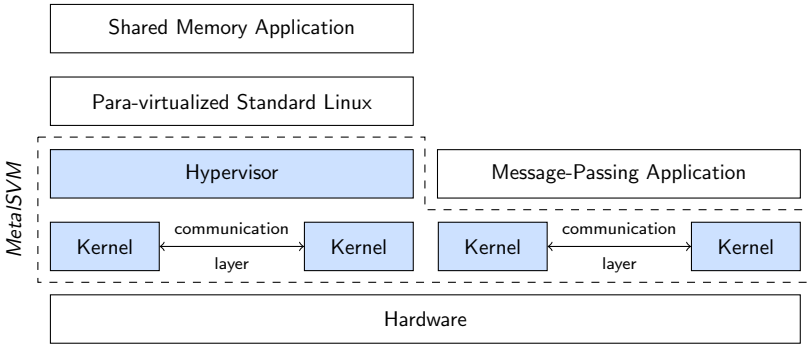 Shared Memory Application
Para-virtualized Standard Linux
MetalSVM
Hypervisor
Message-Passing Application
Kernel
communication
layer
Kernel
Kernel
communication
layer
Kernel
Hardware